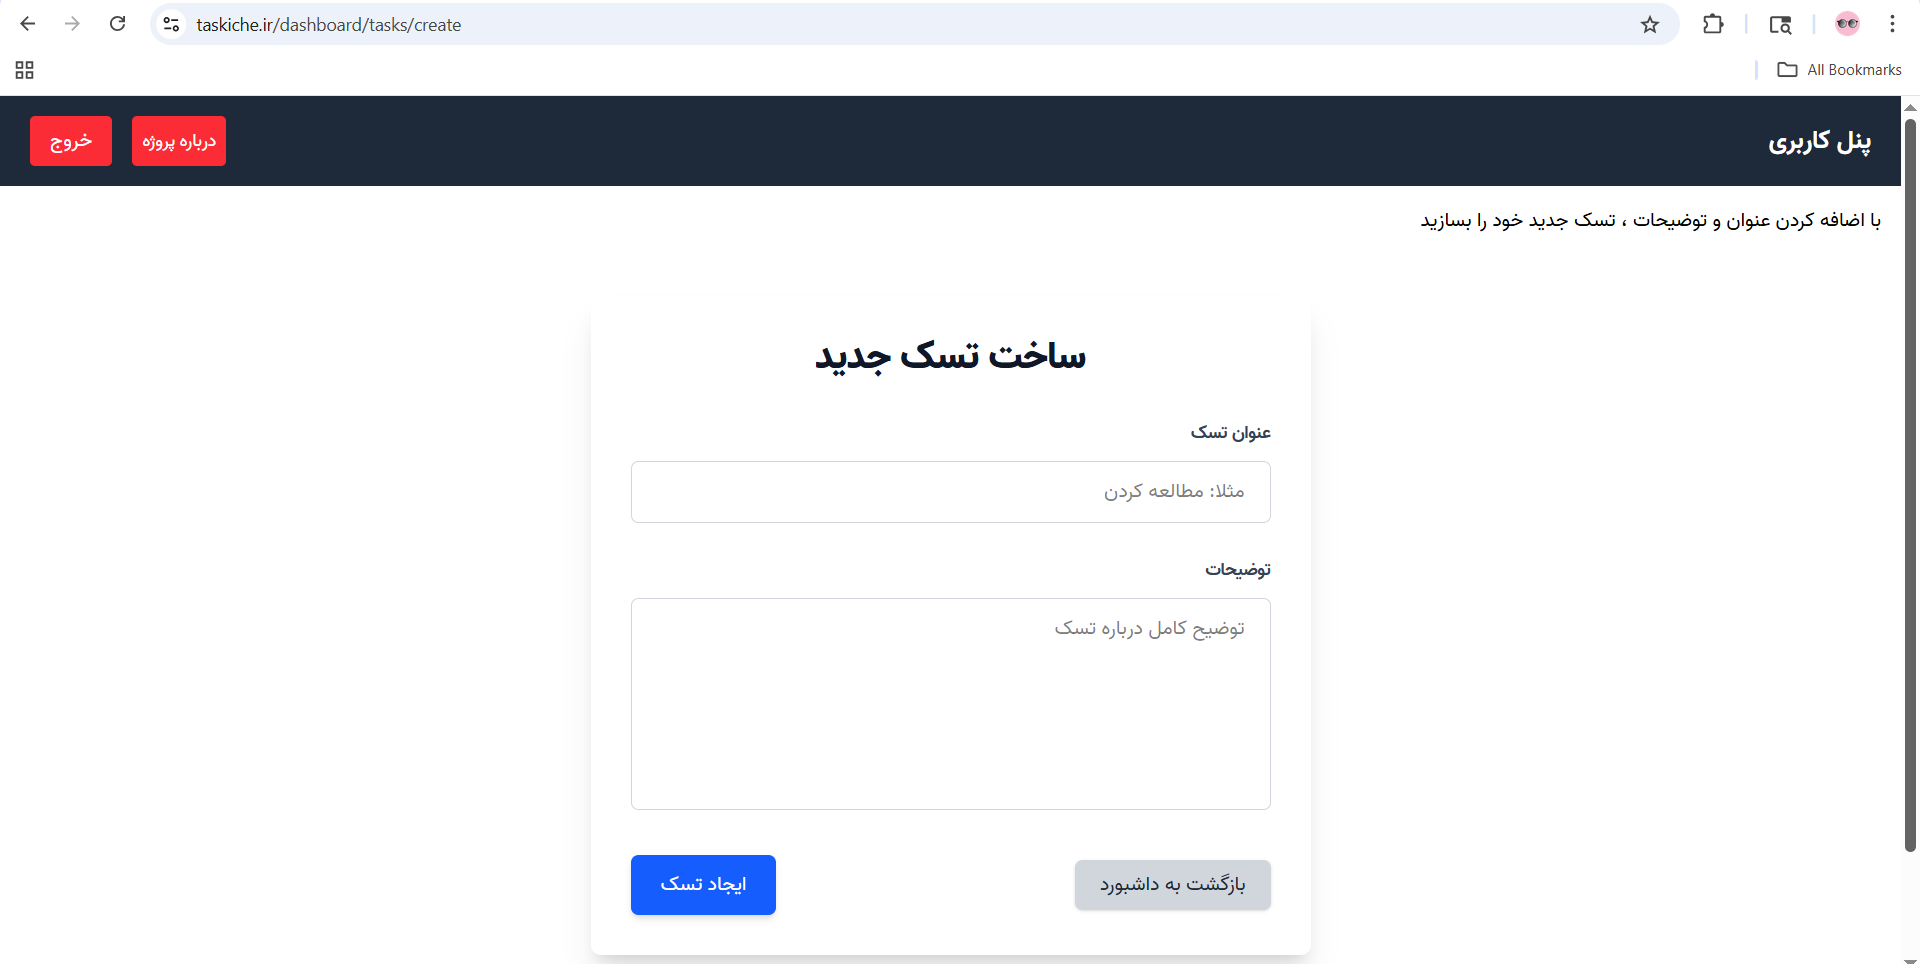 taskiche.ir/dashboard/tasks/create
All Bookmarks
پنل کاربری
درباره پروژه
خروج
با اضافه کردن عنوان و توضیحات ، تسک جدید خود را بسازید
ساخت تسک جدید
عنوان تسک
مثلا: مطالعه کردن
توضیحات
توضیح کامل درباره تسک
بازگشت به داشبورد
ایجاد تسک